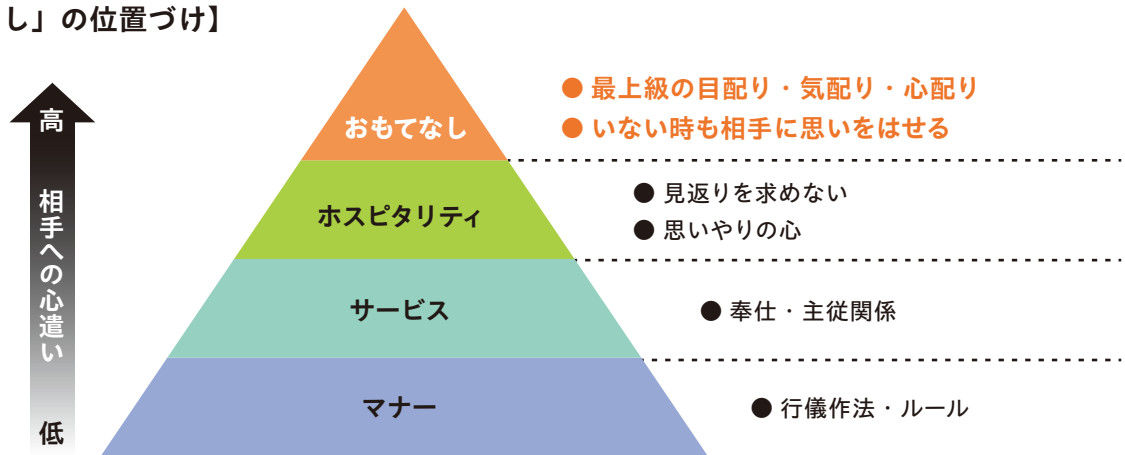 し」の位置づけ】
高
相手への心遣い
低
おもてなし
● 最上級の目配り・気配り・心配り
● いない時も相手に思いをはせる
ホスピタリティ
● 見返りを求めない
● 思いやりの心
サービス
● 奉仕・主従関係
マナー
● 行儀作法・ルール